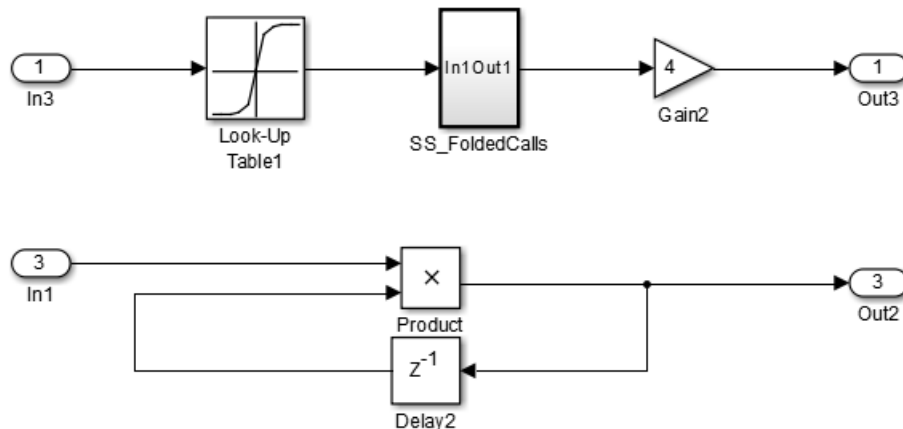 1
In3
Look-Up
Table1
In1Out1
SS_FoldedCalls
4
Gain2
1
Out3
3
In1
×
Product
Z-1
Delay2
3
Out2